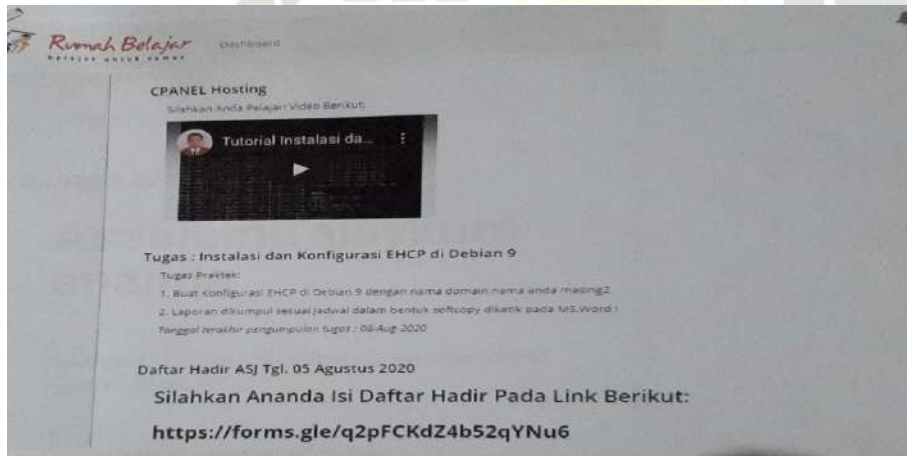 Rumah Belajar
belajar untuk semua
Dashboard
CPANEL Hosting
Silahkan Anda Pelajari Video Berikut:
Tutorial Instalasi da...
Tugas : Instalasi dan Konfigurasi EHCP di Debian 9
Tugas Praktek:
1. Buat Konfigurasi EHCP di Debian 9 dengan nama domain nama anda masing2
2. Laporan dikumpul sesuai jadwal dalam bentuk softcopy diketik pada MS.Word !
Tanggal terakhir pengumpulan tugas : 08-Aug-2020
Daftar Hadir ASJ Tgl. 05 Agustus 2020
Silahkan Ananda Isi Daftar Hadir Pada Link Berikut:
https://forms.gle/q2pFCKdZ4b52qYNu6